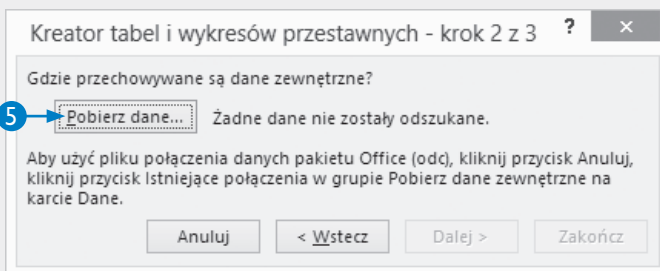 Kreator tabel i wykresów przestawnych - krok 2 z 3 ? ×
Gdzie przechowywane są dane zewnętrzne?
5 Pobierz dane... Żadne dane nie zostały odszukane.
Aby użyć pliku połączenia danych pakietu Office (odc), kliknij przycisk Anuluj,
kliknij przycisk Istniejące połączenia w grupie Pobierz dane zewnętrzne na
karcie Dane.
Anuluj < Wstecz Dalej > Zakończ